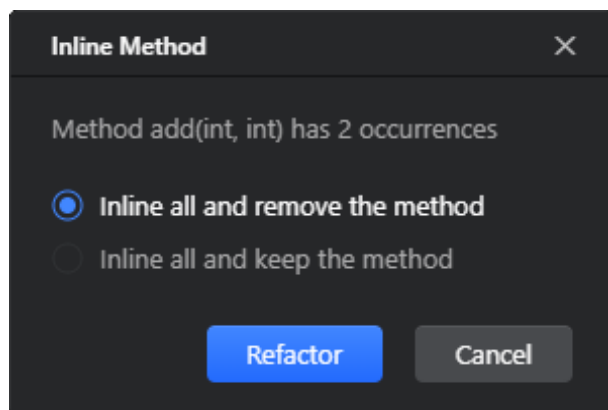 Inline Method
Method add(int, int) has 2 occurrences
Inline all and remove the method
Inline all and keep the method
Refactor Cancel